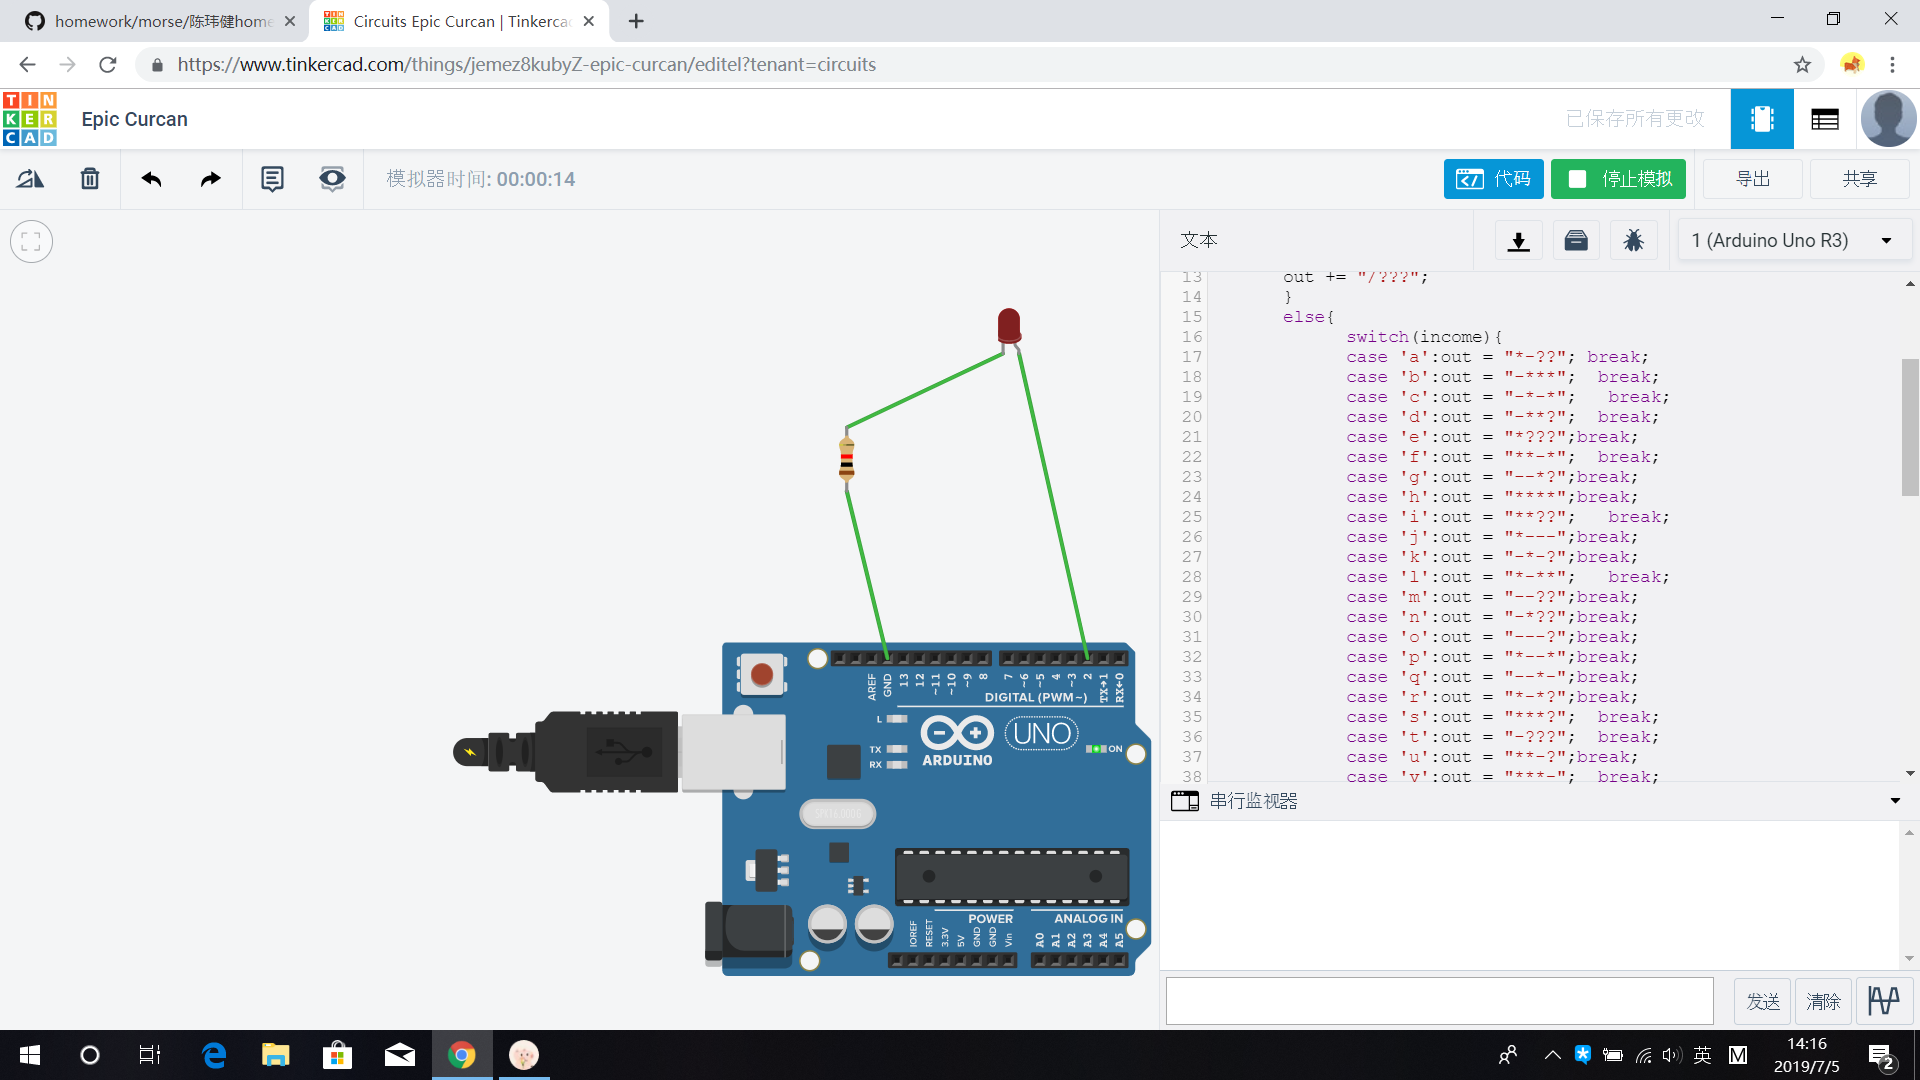 homework/morse/陈玮健home
Circuits Epic Curcan | Tinkerca
https://www.tinkercad.com/things/jemez8kubyZ-epic-curcan/editel?tenant=circuits
TIN
KER
CAD
Epic Curcan
已保存所有更改
模拟器时间: 00:00:14
代码
停止模拟
导出
共享
文本
1 (Arduino Uno R3)
13 out += "/???";
14 }
15 else{
16 switch(income){
17 case 'a':out = "*-??"; break;
18 case 'b':out = "-***";  break;
19 case 'c':out = "-*-*";   break;
20 case 'd':out = "-**?";  break;
21 case 'e':out = "*???";break;
22 case 'f':out = "**-*";  break;
23 case 'g':out = "--*?";break;
24 case 'h':out = "****";break;
25 case 'i':out = "**??";   break;
26 case 'j':out = "*---";break;
27 case 'k':out = "-*-?";break;
28 case 'l':out = "*-**";   break;
29 case 'm':out = "--??";break;
30 case 'n':out = "-*??";break;
31 case 'o':out = "---?";break;
32 case 'p':out = "*--*";break;
33 case 'q':out = "--*-";break;
34 case 'r':out = "*-*?";break;
35 case 's':out = "***?";  break;
36 case 't':out = "-???";  break;
37 case 'u':out = "**-?";break;
38 case 'v':out = "***-";  break;
AREF GND 13 12 ~11 ~10 ~9 8 7 ~6 ~5 4 ~3 2 TX→1 RX←0
DIGITAL (PWM~)
L
TX
RX
ARDUINO
UNO
ON
POWER
ANALOG IN
IOREF RESET 3.3V 5V GND GND Vin A0 A1 A2 A3 A4 A5
串行监视器
发送
清除
英
M
14:16
2019/7/5
2